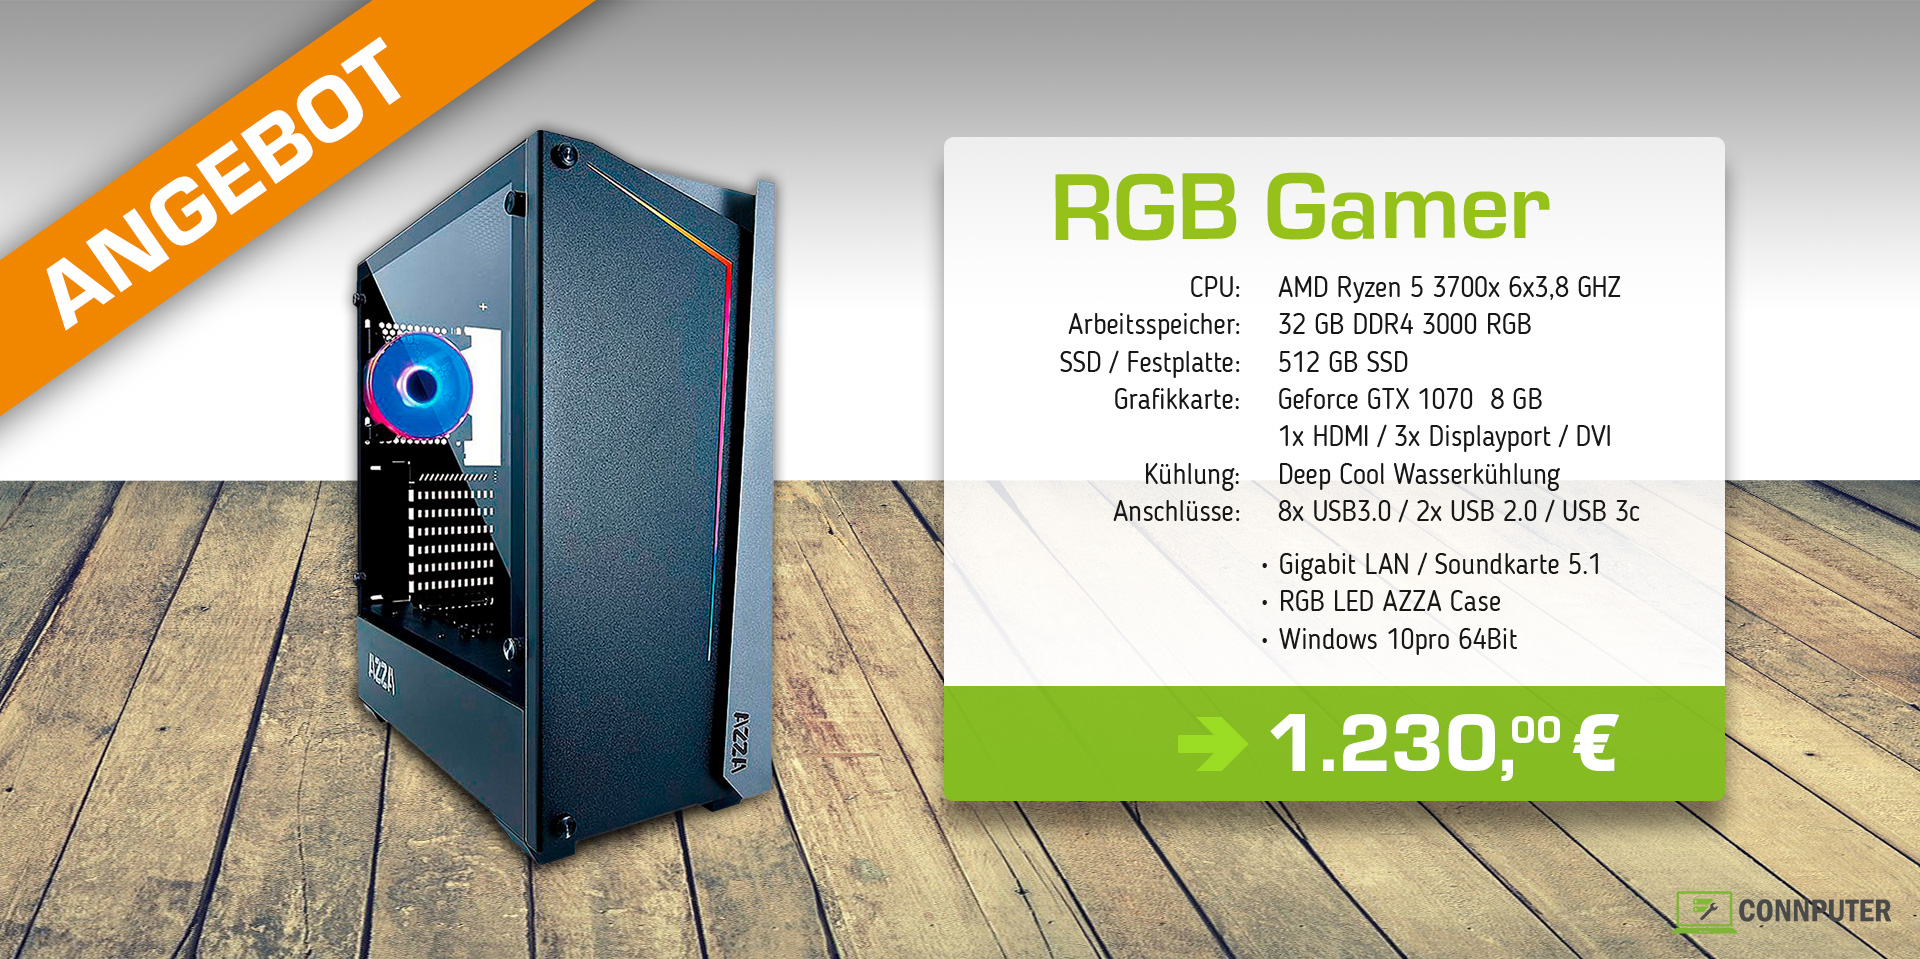 ANGEBOT
RGB Gamer
CPU: AMD Ryzen 5 3700x 6x3,8 GHZ
Arbeitsspeicher: 32 GB DDR4 3000 RGB
SSD / Festplatte: 512 GB SSD
Grafikkarte: Geforce GTX 1070 8 GB
1x HDMI / 3x Displayport / DVI
Kühlung: Deep Cool Wasserkühlung
Anschlüsse: 8x USB3.0 / 2x USB 2.0 / USB 3c
• Gigabit LAN / Soundkarte 5.1
• RGB LED AZZA Case
• Windows 10pro 64Bit
1.230,00 €
AZZA
AZZA
CONNPUTER